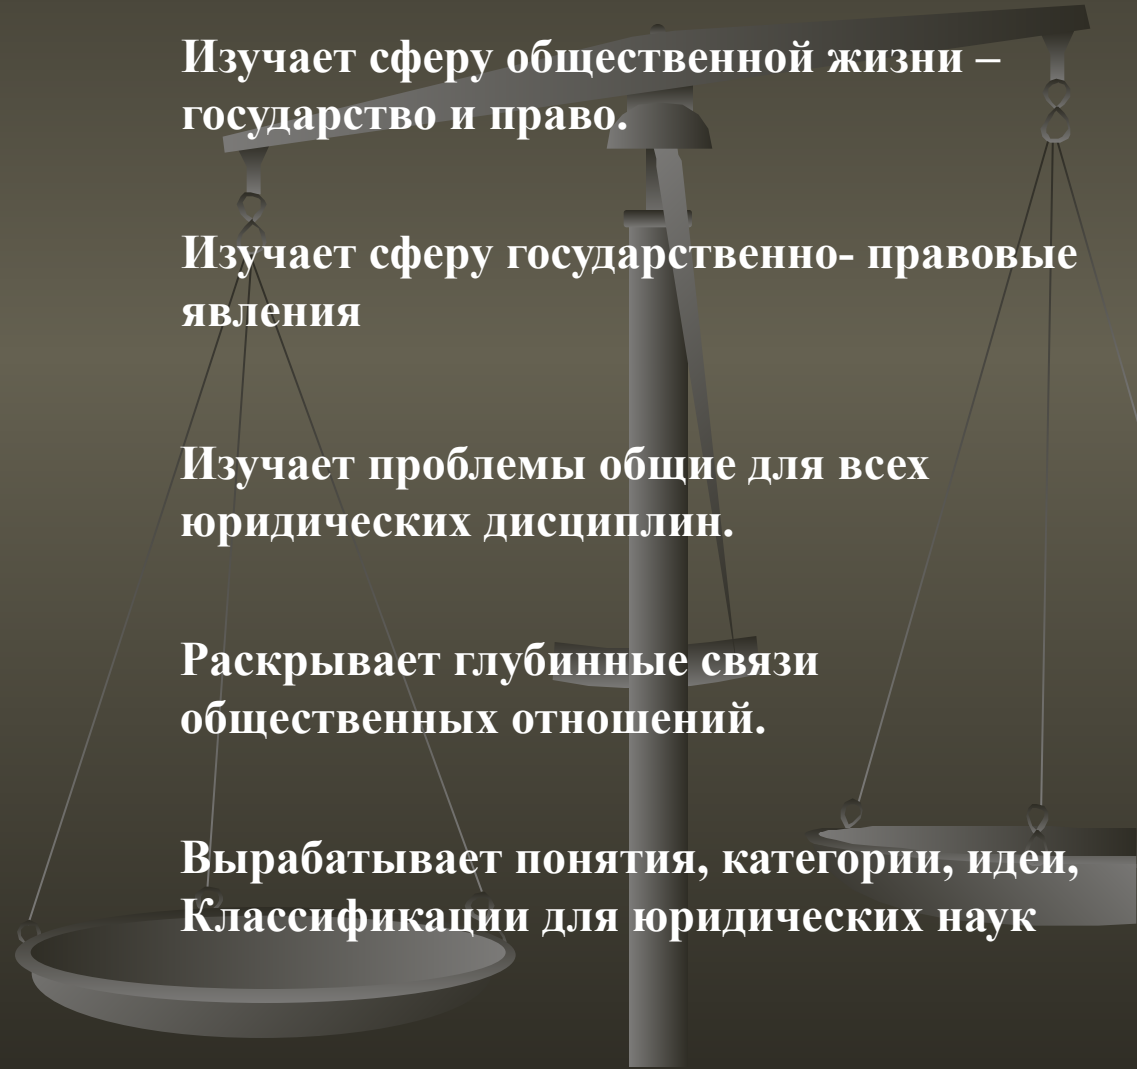 Изучает сферу общественной жизни –
государство и право.
Изучает сферу государственно- правовые
явления
Изучает проблемы общие для всех
юридических дисциплин.
Раскрывает глубинные связи
общественных отношений.
Вырабатывает понятия, категории, идеи,
Классификации для юридических наук